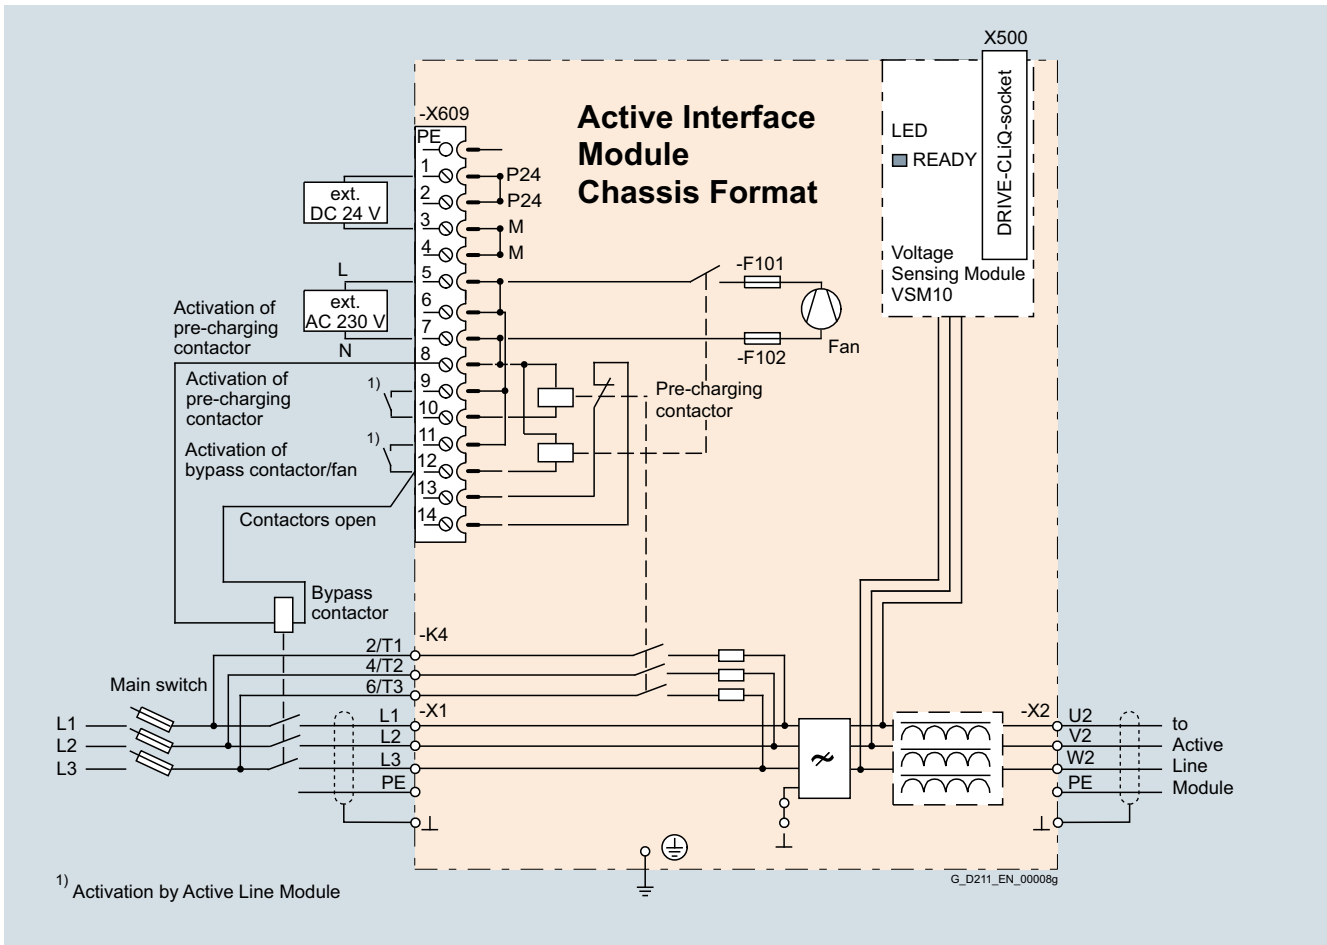 X500
Active Interface
Module
Chassis Format
LED
READY
DRIVE-CLiQ-socket
Voltage
Sensing Module
VSM10
-X609
PE
1
2
3
4
5
6
7
8
9
10
11
12
13
14
P24
P24
M
M
ext.
DC 24 V
L
ext.
AC 230 V
N
-F101
-F102
Fan
Activation of
pre-charging
contactor
1)
Activation of
pre-charging
contactor
1)
Activation of
bypass contactor/fan
Contactors open
Pre-charging
contactor
Bypass
contactor
-K4
2/T1
4/T2
6/T3
Main switch
-X1
L1
L2
L3
L1
L2
L3
PE
-X2
U2
V2
W2
PE
to
Active
Line
Module
~
G_D211_EN_00008g
1) Activation by Active Line Module